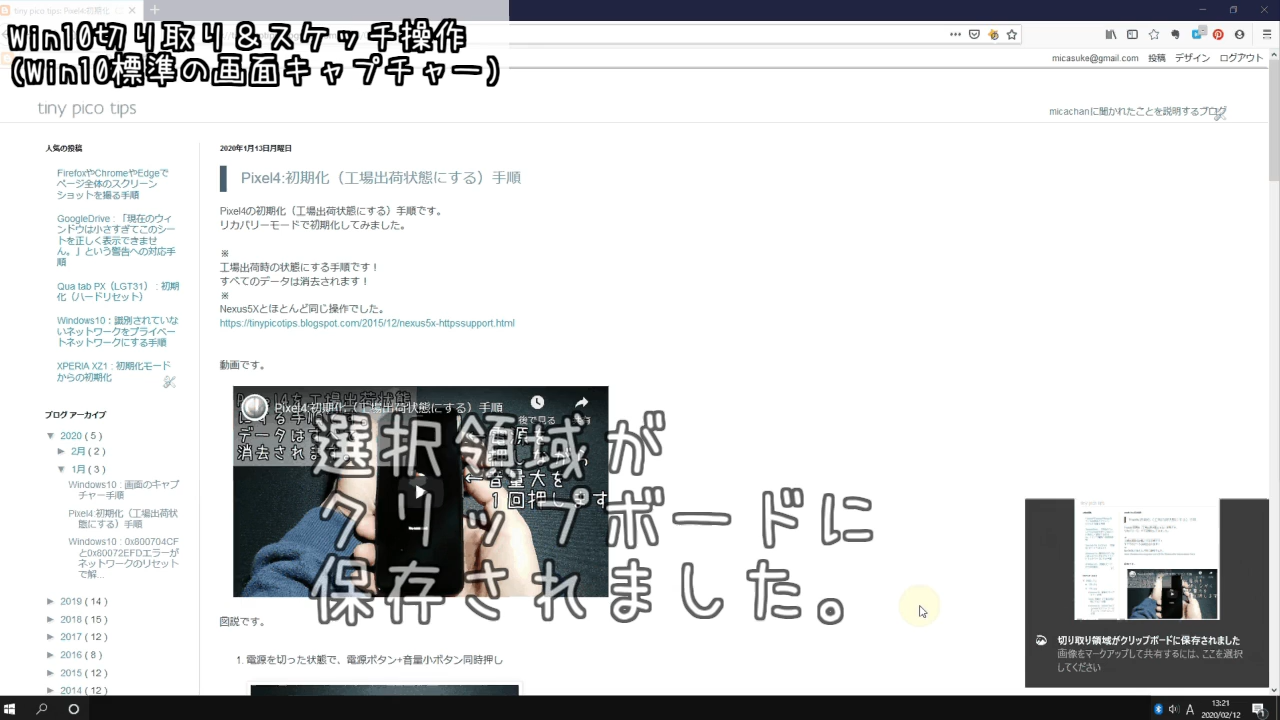 tiny pico tips: Pixel4:初期化
Win10切り取り＆スケッチ操作
(Win10標準の画面キャプチャー)
micasuke@gmail.com 投稿 デザイン ログアウト
tiny pico tips
micachanに聞かれたことを説明するブログ
人気の投稿
FirefoxやChromeやEdgeで
ページ全体のスクリーン
ショットを撮る手順
GoogleDrive : 「現在のウィ
ンドウは小さすぎてこのシー
トを正しく表示できませ
ん。」という警告への対応手
順
Qua tab PX（LGT31） : 初期
化（ハードリセット）
Windows10 : 識別されていな
いネットワークをプライベー
トネットワークにする手順
XPERIA XZ1 : 初期化モード
からの初期化
ブログ アーカイブ
▼ 2020 ( 5 )
► 2月 ( 2 )
▼ 1月 ( 3 )
Windows10 : 画面のキャプ
チャー手順
Pixel4:初期化（工場出荷状
態にする）手順
Windows10 : 0x800704CF
と0x80072EFDエラーが
ネットワークのリセット
で解...
► 2019 ( 14 )
► 2018 ( 15 )
► 2017 ( 12 )
► 2016 ( 8 )
► 2015 ( 12 )
► 2014 ( 12 )
2020年1月13日月曜日
Pixel4:初期化（工場出荷状態にする）手順
Pixel4の初期化（工場出荷状態にする）手順です。
リカバリーモードで初期化してみました。
※
工場出荷時の状態にする手順です！
すべてのデータは消去されます！
※
Nexus5Xとほとんど同じ操作でした。
https://tinypicotips.blogspot.com/2015/12/nexus5x-httpssupport.html
動画です。
Pixel4:初期化（工場出荷状態にする）手順
後で見る
消去されます。
←音量大を
1回押します
選択領域が
クリップボードに
保存されました。
図説です。
1. 電源を切った状態で、電源ボタン+音量小ボタン同時押し
切り取り領域がクリップボードに保存されました
画像をマークアップして共有するには、ここを選択
してください
A
13:21
2020/02/12